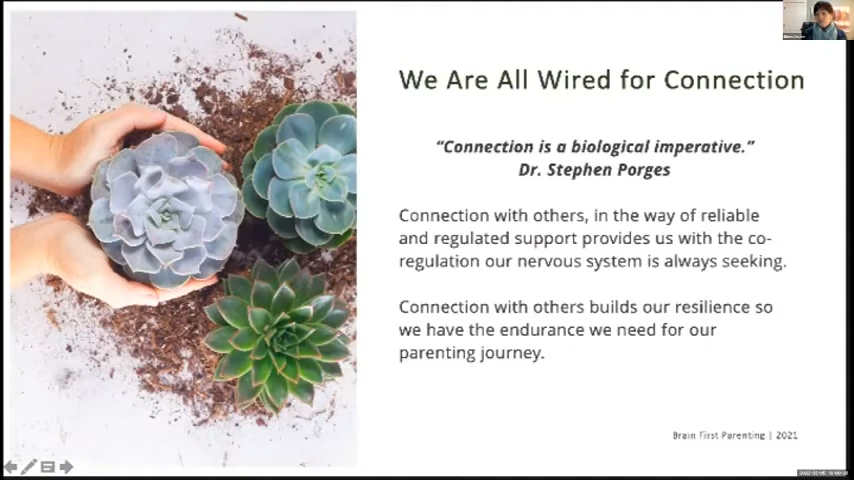 We Are All Wired for Connection
“Connection is a biological imperative.”
Dr. Stephen Porges
Connection with others, in the way of reliable
and regulated support provides us with the co-
regulation our nervous system is always seeking.
Connection with others builds our resilience so
we have the endurance we need for our
parenting journey.
Brain First Parenting | 2021